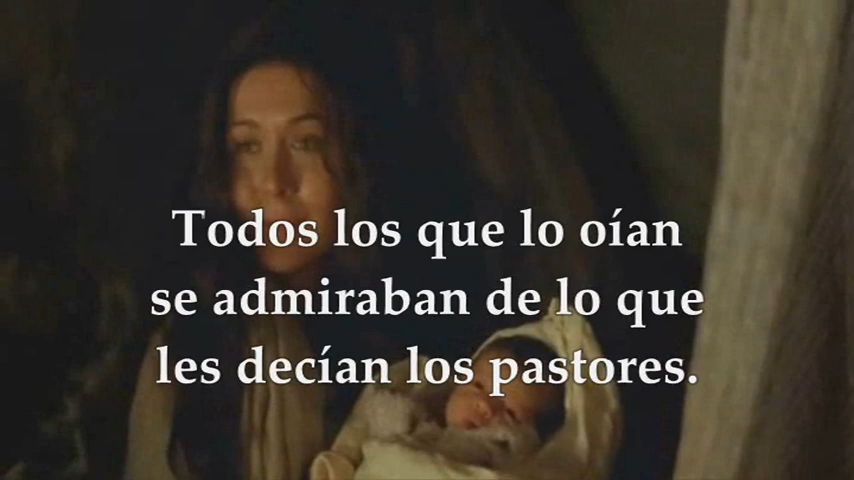 Todos los que lo oían
se admiraban de lo que
les decían los pastores.